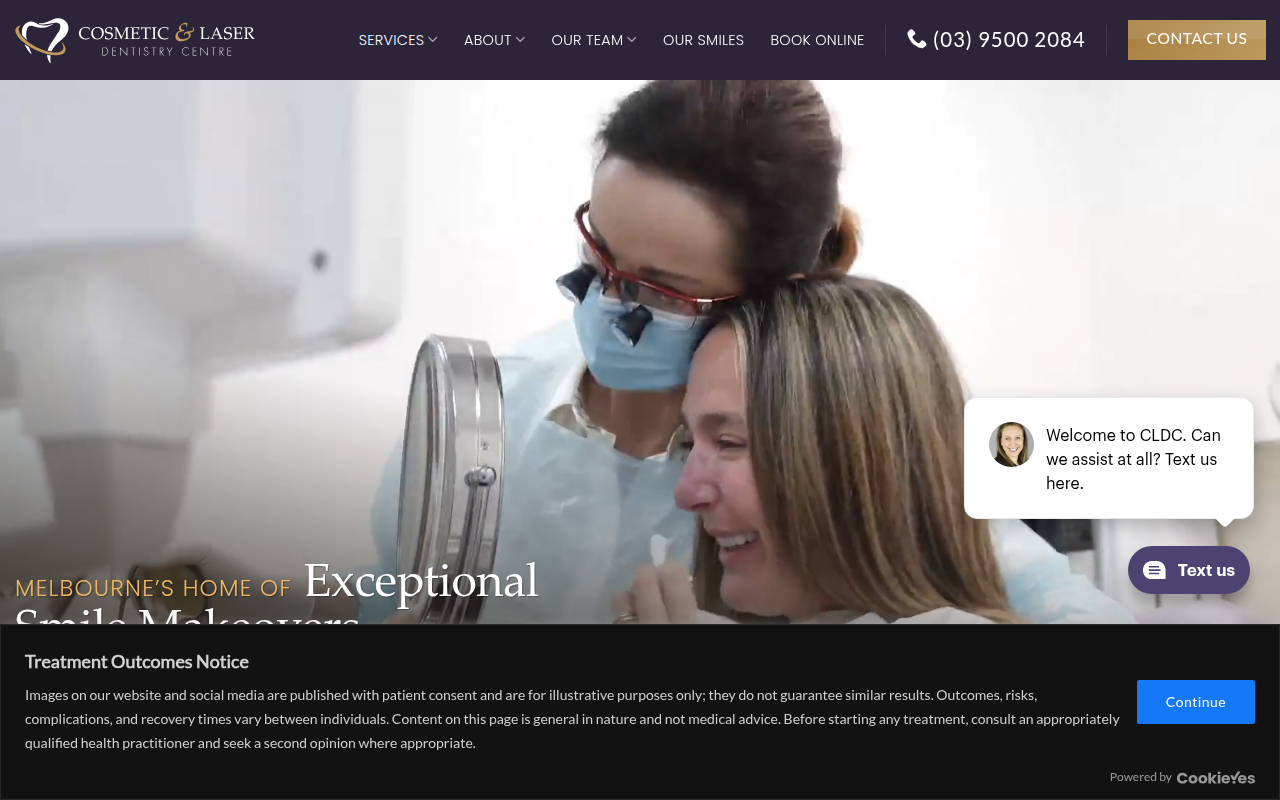 COSMETIC & LASER
DENTISTRY CENTRE
SERVICES
ABOUT
OUR TEAM
OUR SMILES
BOOK ONLINE
(03) 9500 2084
CONTACT US
Welcome to CLDC. Can
we assist at all? Text us
here.
Text us
MELBOURNE'S HOME OF Exceptional
Smile Makeovers
Treatment Outcomes Notice
Images on our website and social media are published with patient consent and are for illustrative purposes only; they do not guarantee similar results. Outcomes, risks,
complications, and recovery times vary between individuals. Content on this page is general in nature and not medical advice. Before starting any treatment, consult an appropriately
qualified health practitioner and seek a second opinion where appropriate.
Continue
Powered by CookieYes